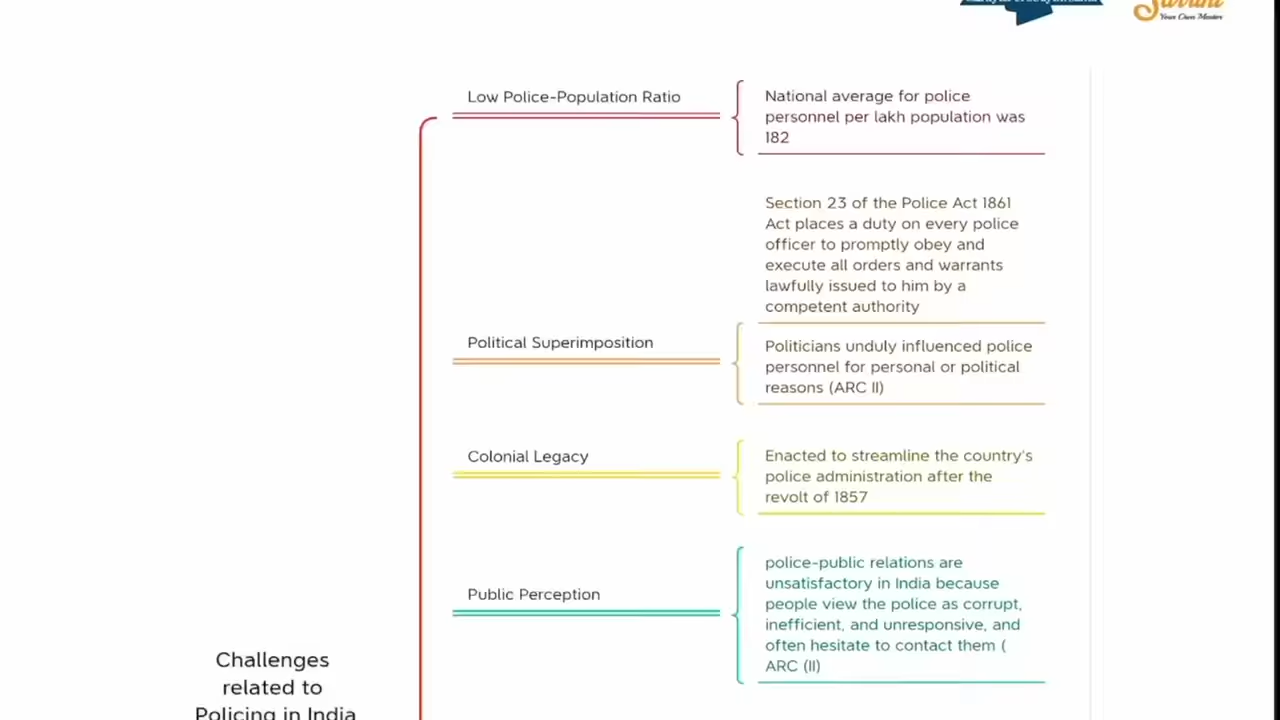 Your Own Master
Low Police-Population Ratio
National average for police
personnel per lakh population was
182
Section 23 of the Police Act 1861
Act places a duty on every police
officer to promptly obey and
execute all orders and warrants
lawfully issued to him by a
competent authority
Political Superimposition
Politicians unduly influenced police
personnel for personal or political
reasons (ARC II)
Colonial Legacy
Enacted to streamline the country's
police administration after the
revolt of 1857
Public Perception
police-public relations are
unsatisfactory in India because
people view the police as corrupt,
inefficient, and unresponsive, and
often hesitate to contact them (
ARC (II)
Challenges
related to
Policing in India